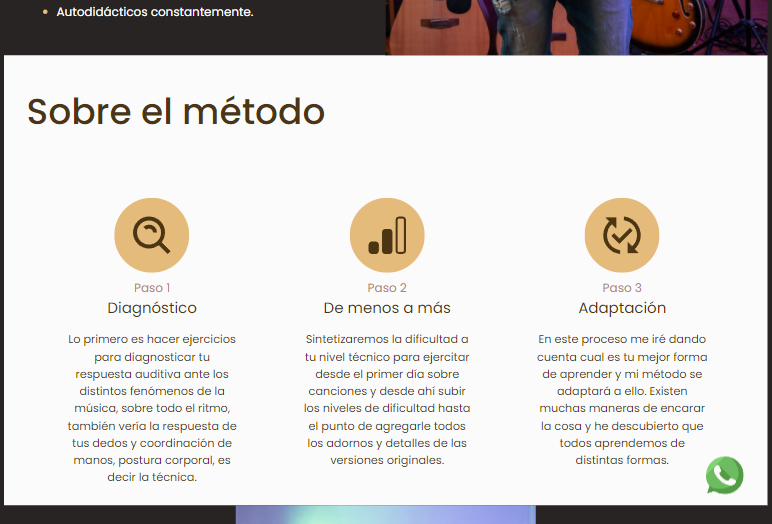 Autodidácticos constantemente.
Sobre el método
Paso 1
Diagnóstico
Lo primero es hacer ejercicios
para diagnosticar tu
respuesta auditiva ante los
distintos fenómenos de la
música, sobre todo el ritmo,
también vería la respuesta de
tus dedos y coordinación de
manos, postura corporal, es
decir la técnica.
Paso 2
De menos a más
Sintetizaremos la dificultad a
tu nivel técnico para ejercitar
desde el primer día sobre
canciones y desde ahí subir
los niveles de dificultad hasta
el punto de agregarle todos
los adornos y detalles de las
versiones originales.
Paso 3
Adaptación
En este proceso me iré dando
cuenta cual es tu mejor forma
de aprender y mi método se
adaptará a ello. Existen
muchas maneras de encarar
la cosa y he descubierto que
todos aprendemos de
distintas formas.